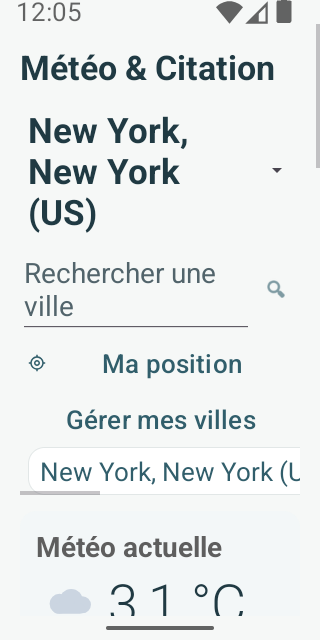 12:05
Météo & Citation
New York,
New York
(US)
Rechercher une
ville
Ma position
Gérer mes villes
New York, New York (U
Météo actuelle
31 °C